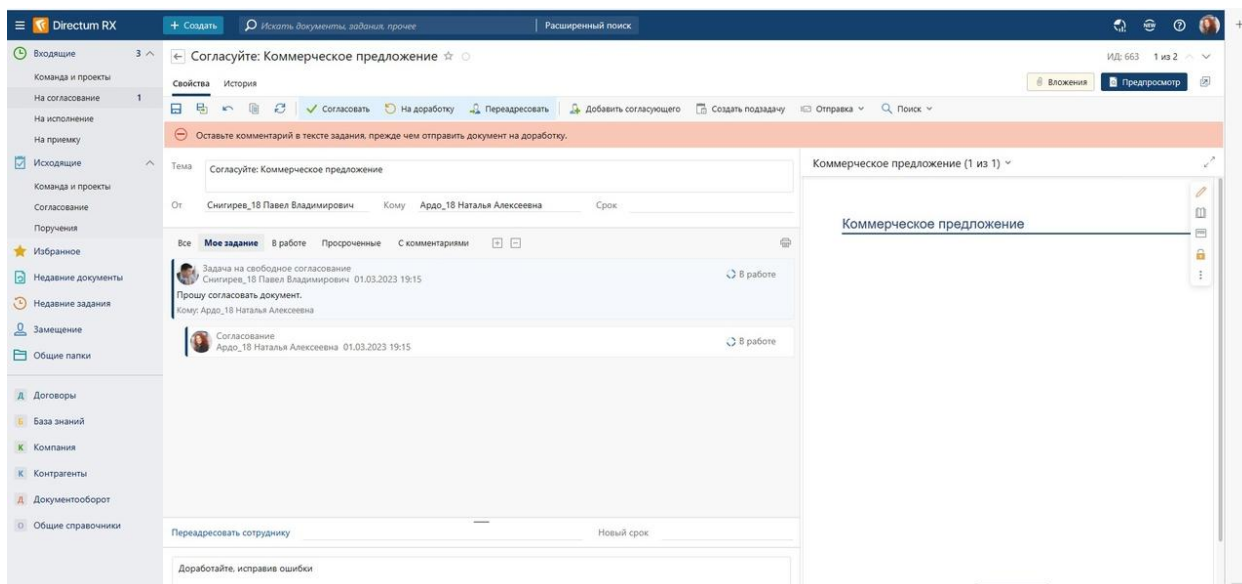 Directum RX
+ Создать
Искать документы, задания, прочее
Расширенный поиск
NEW
Входящие 3
Команда и проекты
На согласование 1
На исполнение
На приемку
Исходящие
Команда и проекты
Согласование
Поручения
Избранное
Недавние документы
Недавние задания
Замещение
Общие папки
Д Договоры
Б База знаний
К Компания
К Контрагенты
Д Документооборот
О Общие справочники
Согласуйте: Коммерческое предложение
ИД: 663 1 из 2
Свойства История
Вложения Предпросмотр
Согласовать На доработку Переадресовать Добавить согласующего Создать подзадачу Отправка Поиск
Оставьте комментарий в тексте задания, прежде чем отправить документ на доработку.
Тема Согласуйте: Коммерческое предложение
От Снигирев_18 Павел Владимирович Кому Ардо_18 Наталья Алексеевна Срок
Все Мое задание В работе Просроченные С комментариями
Задача на свободное согласование
Снигирев_18 Павел Владимирович 01.03.2023 19:15
В работе
Прошу согласовать документ.
Кому: Ардо_18 Наталья Алексеевна
Согласование
Ардо_18 Наталья Алексеевна 01.03.2023 19:15
В работе
Переадресовать сотруднику Новый срок
Доработайте, исправив ошибки
Коммерческое предложение (1 из 1)
Коммерческое предложение